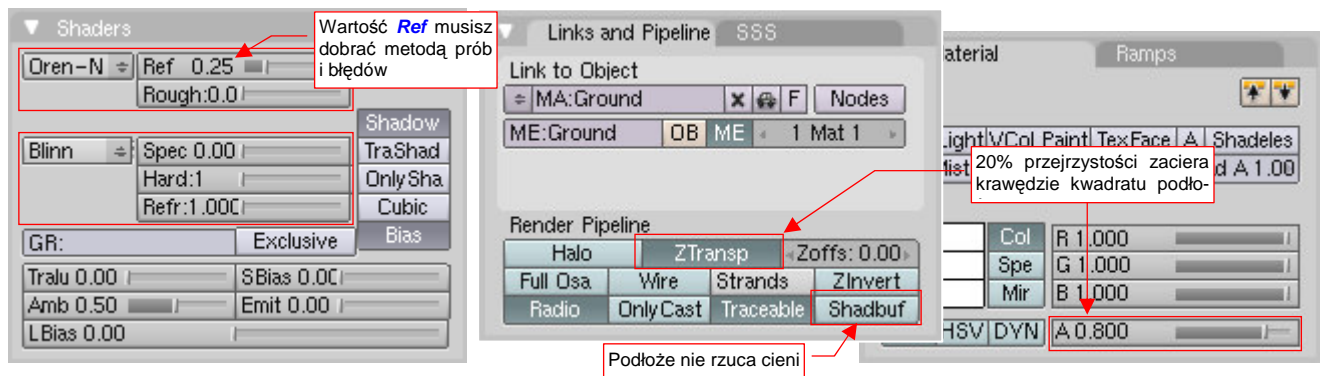 Shaders
Wartość Ref musisz
dobrać metodą prób
i błędów
Oren-N
Ref 0.25
Rough:0.0
Shadow
Blinn
Spec 0.00
TraShad
Hard:1
OnlySha
Refr:1.000
Cubic
GR:
Exclusive
Bias
Tralu 0.00
SBias 0.00
Amb 0.50
Emit 0.00
LBias 0.00
Links and Pipeline
SSS
Link to Object
MA:Ground
F
Nodes
ME:Ground
OB
ME
1 Mat 1
Render Pipeline
Halo
ZTransp
Zoffs: 0.00
Full Osa
Wire
Strands
ZInvert
Radio
OnlyCast
Traceable
Shadbuf
Podłoże nie rzuca cieni
aterial
Ramps
ight
VCol Paint
TexFace
A
Shadeles
20% przejrzystości zaciera
krawędzie kwadratu podło-
d A 1.00
Col
R 1.000
Spe
G 1.000
Mir
B 1.000
HSV
DYN
A 0.800